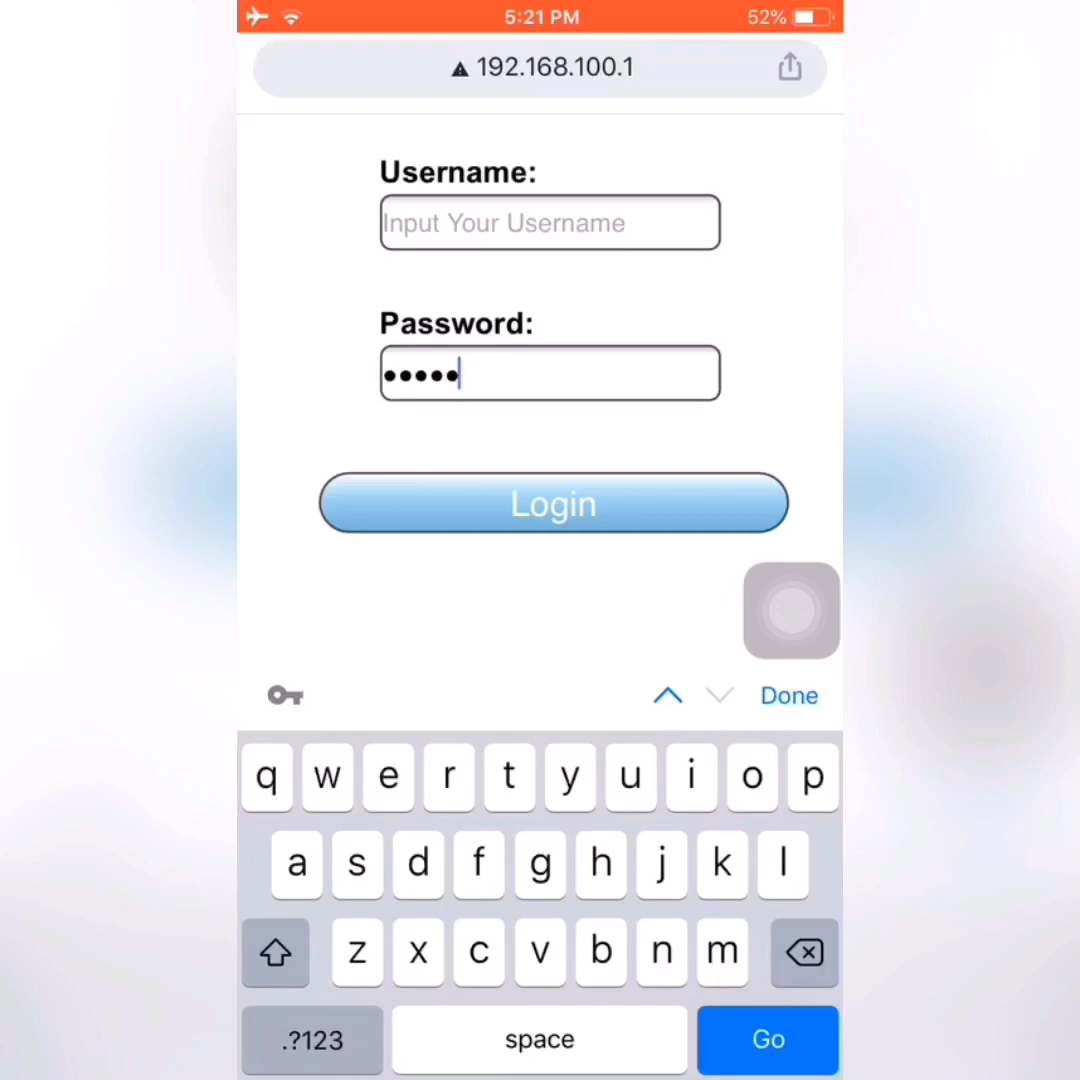 5:21 PM 52%
192.168.100.1
Username:
Input Your Username
Password:
•••••
Login
Done
q w e r t y u i o p
a s d f g h j k l
z x c v b n m
.?123 space Go